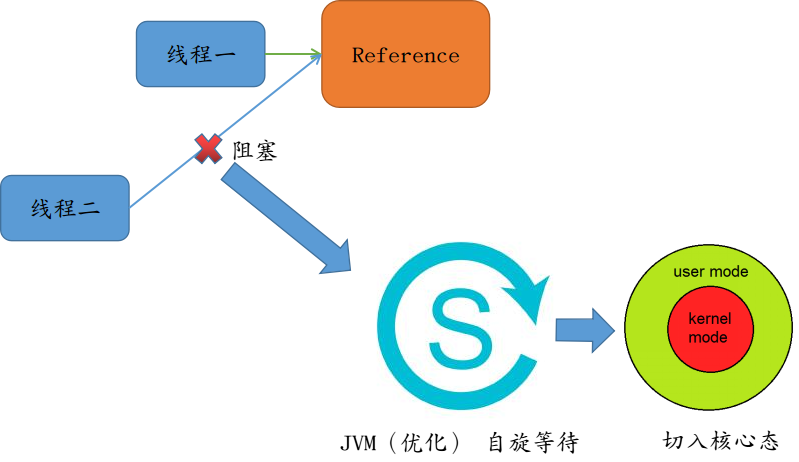 线程一
Reference
阻塞
线程二
S
user mode
kernel
mode
JVM（优化） 自旋等待
切入核心态